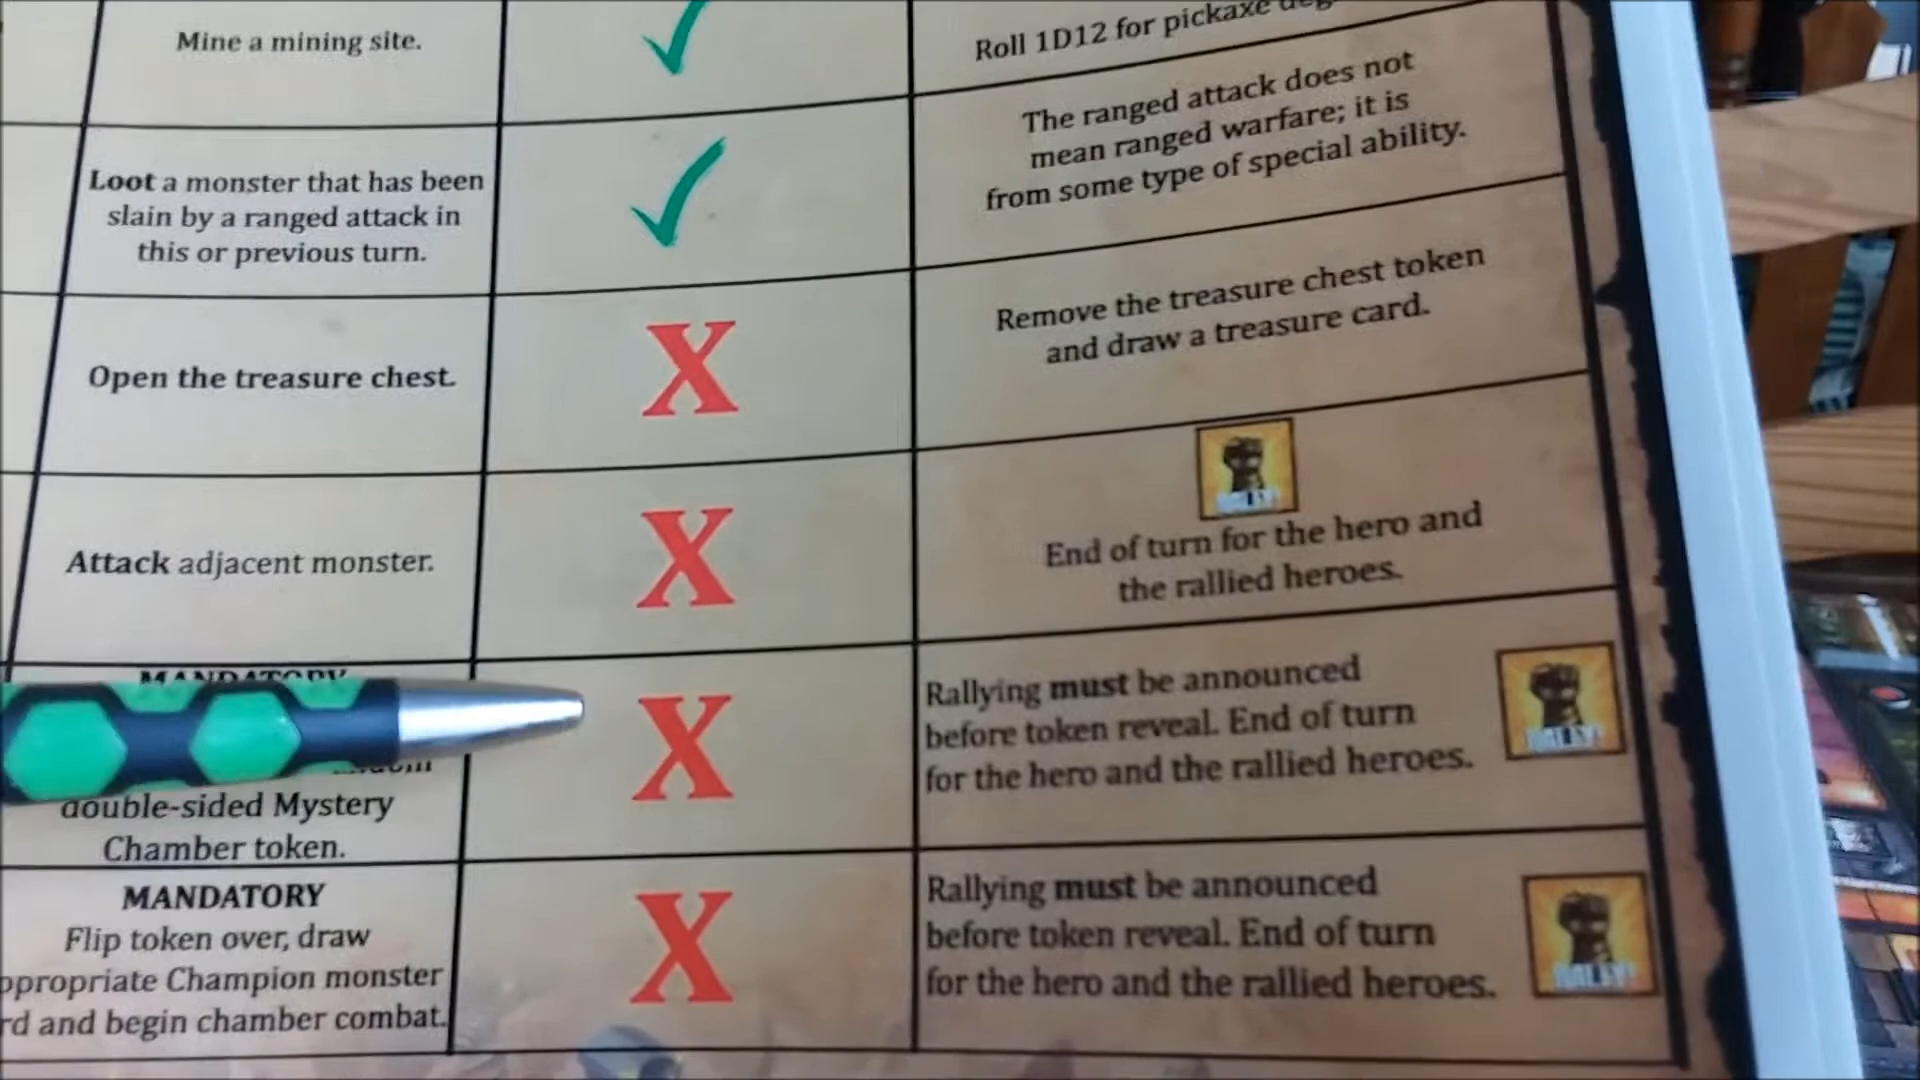 Mine a mining site.
Roll 1D12 for pickaxe
Loot a monster that has been
slain by a ranged attack in
this or previous turn.
The ranged attack does not
mean ranged warfare; it is
from some type of special ability.
Open the treasure chest.
Remove the treasure chest token
and draw a treasure card.
Attack adjacent monster.
End of turn for the hero and
the rallied heroes.
MANDATORY
double-sided Mystery
Chamber token.
Rallying must be announced
before token reveal. End of turn
for the hero and the rallied heroes.
MANDATORY
Flip token over, draw
Champion monster
and begin chamber combat.
Rallying must be announced
before token reveal. End of turn
for the hero and the rallied heroes.